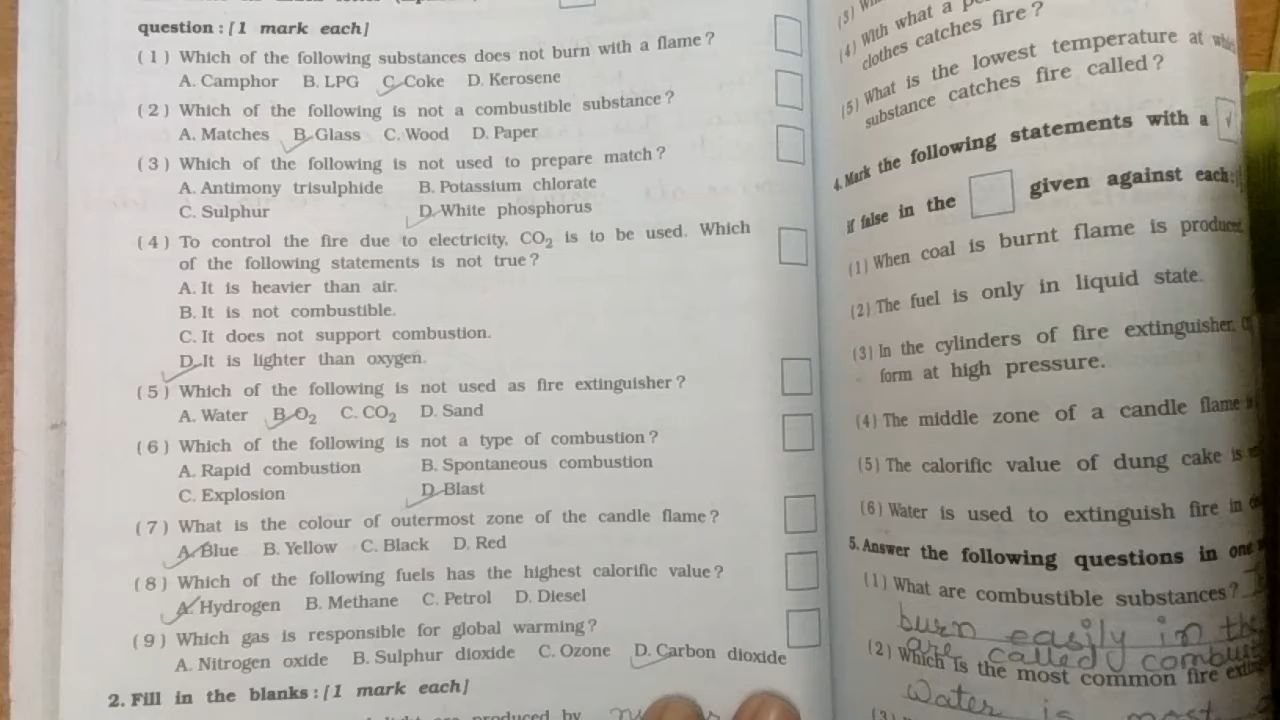 question : [1 mark each]
( 1 ) Which of the following substances does not burn with a flame ?
A. Camphor B. LPG C. Coke D. Kerosene
( 2 ) Which of the following is not a combustible substance ?
A. Matches B. Glass C. Wood D. Paper
( 3 ) Which of the following is not used to prepare match ?
A. Antimony trisulphide B. Potassium chlorate
C. Sulphur D. White phosphorus
( 4 ) To control the fire due to electricity, CO₂ is to be used. Which
of the following statements is not true ?
A. It is heavier than air.
B. It is not combustible.
C. It does not support combustion.
D. It is lighter than oxygen.
( 5 ) Which of the following is not used as fire extinguisher ?
A. Water B. O₂ C. CO₂ D. Sand
( 6 ) Which of the following is not a type of combustion ?
A. Rapid combustion B. Spontaneous combustion
C. Explosion D. Blast
( 7 ) What is the colour of outermost zone of the candle flame ?
A. Blue B. Yellow C. Black D. Red
( 8 ) Which of the following fuels has the highest calorific value ?
A. Hydrogen B. Methane C. Petrol D. Diesel
( 9 ) Which gas is responsible for global warming ?
A. Nitrogen oxide B. Sulphur dioxide C. Ozone D. Carbon dioxide
2. Fill in the blanks : [1 mark each]
produced by
(3)
(4) With what a
clothes catches fire ?
(5) What is the lowest temperature at
substance catches fire called ?
4. Mark the following statements with a √
if false in the given against each:
(1) When coal is burnt flame is
(2) The fuel is only in liquid state.
(3) In the cylinders of fire extinguisher,
form at high pressure.
(4) The middle zone of a candle flame
(5) The calorific value of dung cake is
(6) Water is used to extinguish fire in
5. Answer the following questions in one
(1) What are combustible substances ?
burn easily in the
are called
(2) Which is the most common fire
Water is most
(3)